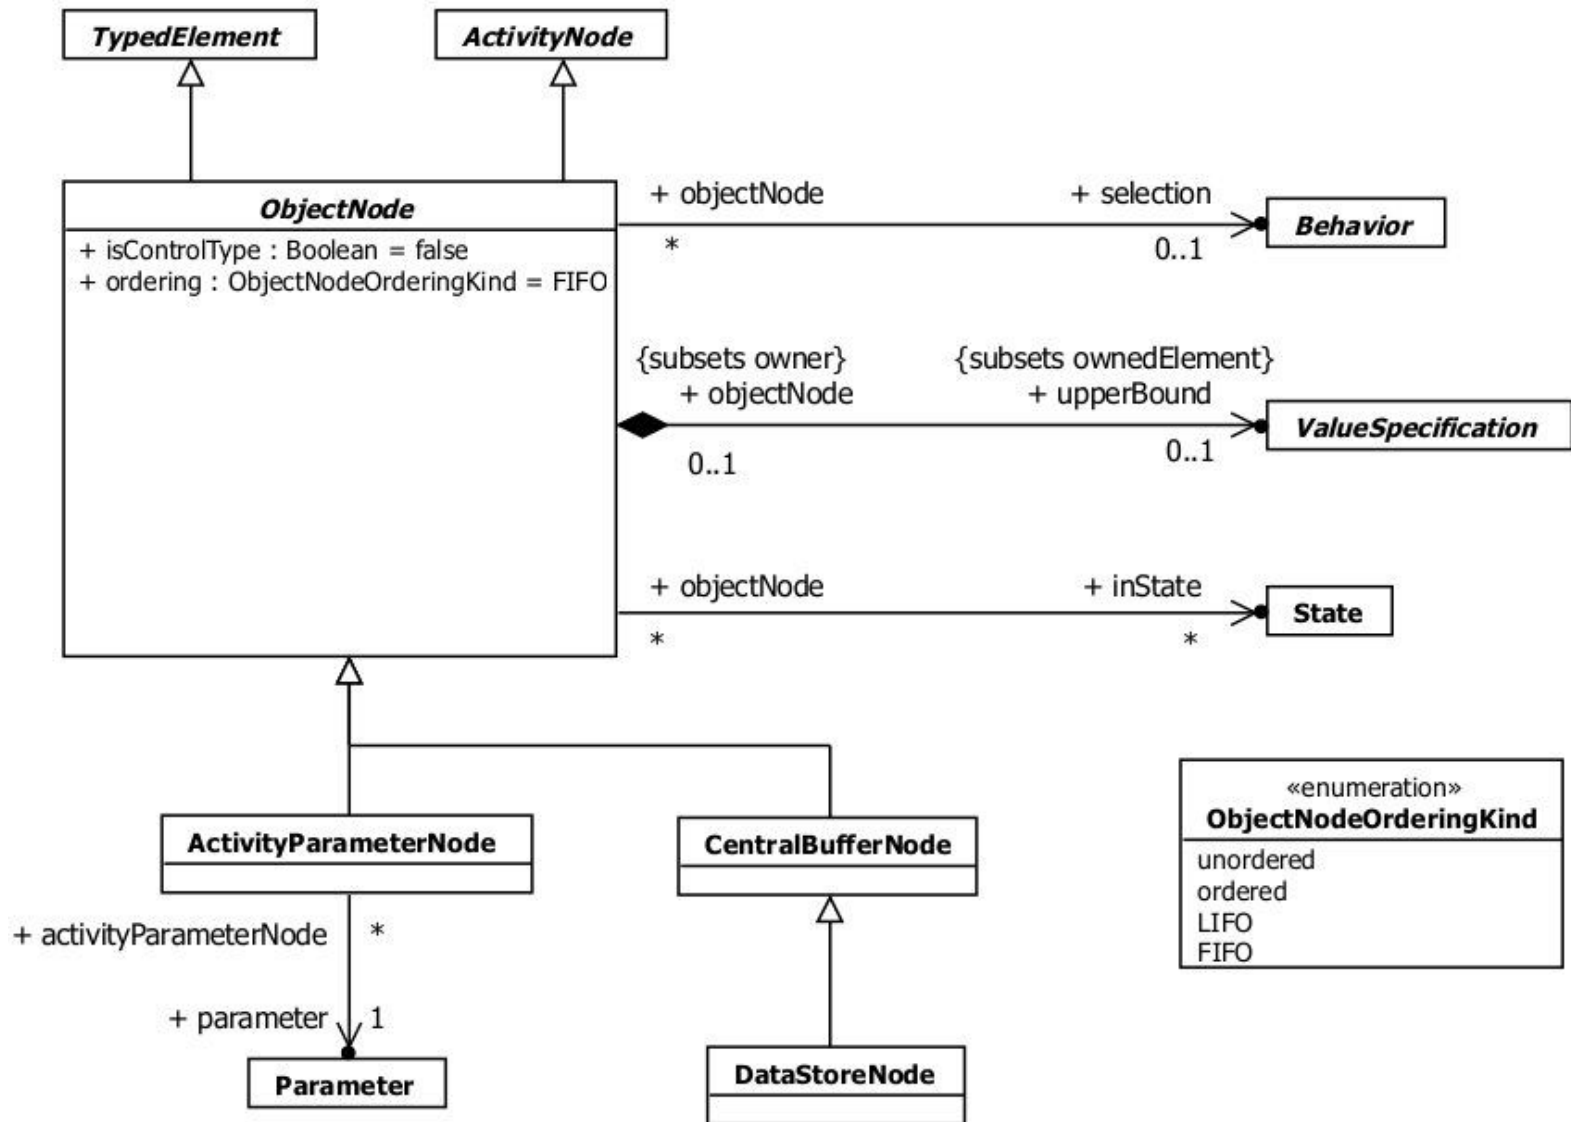 TypedElement
ActivityNode
ObjectNode
+ isControlType : Boolean = false
+ ordering : ObjectNodeOrderingKind = FIFO
+ objectNode
+ selection
*
0..1
Behavior
{subsets owner}
{subsets ownedElement}
+ objectNode
+ upperBound
0..1
0..1
ValueSpecification
+ objectNode
+ inState
*
*
State
ActivityParameterNode
CentralBufferNode
«enumeration»
ObjectNodeOrderingKind
unordered
ordered
LIFO
FIFO
+ activityParameterNode
*
+ parameter
1
Parameter
DataStoreNode